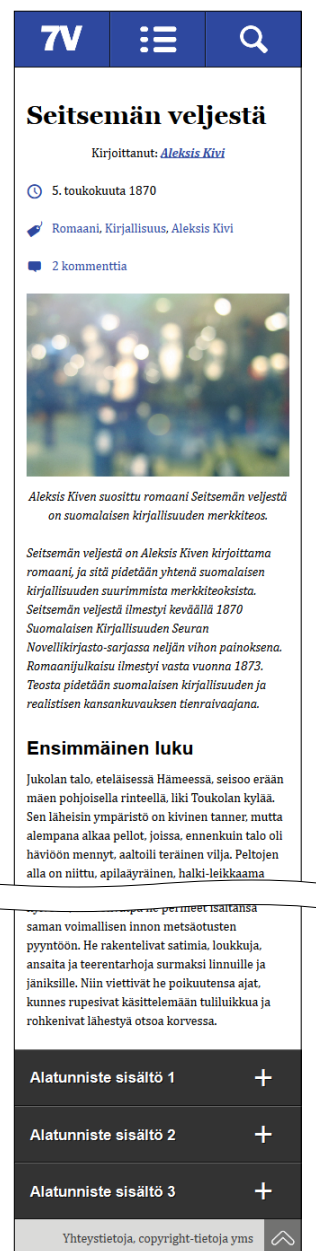 7V
Seitsemän veljestä
Kirjoittanut: Aleksis Kivi
5. toukokuuta 1870
Romaani, Kirjallisuus, Aleksis Kivi
2 kommenttia
Aleksis Kiven suosittu romaani Seitsemän veljestä
on suomalaisen kirjallisuuden merkkiteos.
Seitsemän veljestä on Aleksis Kiven kirjoittama
romaani, ja sitä pidetään yhtenä suomalaisen
kirjallisuuden suurimmista merkkiteoksista.
Seitsemän veljestä ilmestyi keväällä 1870
Suomalaisen Kirjallisuuden Seuran
Novellikirjasto-sarjassa neljän vihon painoksena.
Romaanijulkaisu ilmestyi vasta vuonna 1873.
Teosta pidetään suomalaisen kirjallisuuden ja
realistisen kansankuvauksen tienraivaajana.
Ensimmäinen luku
Jukolan talo, eteläisessä Hämeessä, seisoo erään
mäen pohjoisella rinteellä, liki Toukolan kylää.
Sen läheisin ympäristö on kivinen tanner, mutta
alempana alkaa pellot, joissa, ennenkuin talo oli
häviöön mennyt, aaltoili teräinen vilja. Peltojen
alla on niittu, apilaäyräinen, halki-leikkaama
he perineet isältänsä
saman voimallisen innon metsäotusten
pyyntöön. He rakentelivat satimia, loukkuja,
ansaita ja teerentarhoja surmaksi linnuille ja
jäniksille. Niin viettivät he poikuutensa ajat,
kunnes rupesivat käsittelemään tuliluikkua ja
rohkenivat lähestyä otsoa korvessa.
Alatunniste sisältö 1
Alatunniste sisältö 2
Alatunniste sisältö 3
Yhteystietoja, copyright-tietoja yms